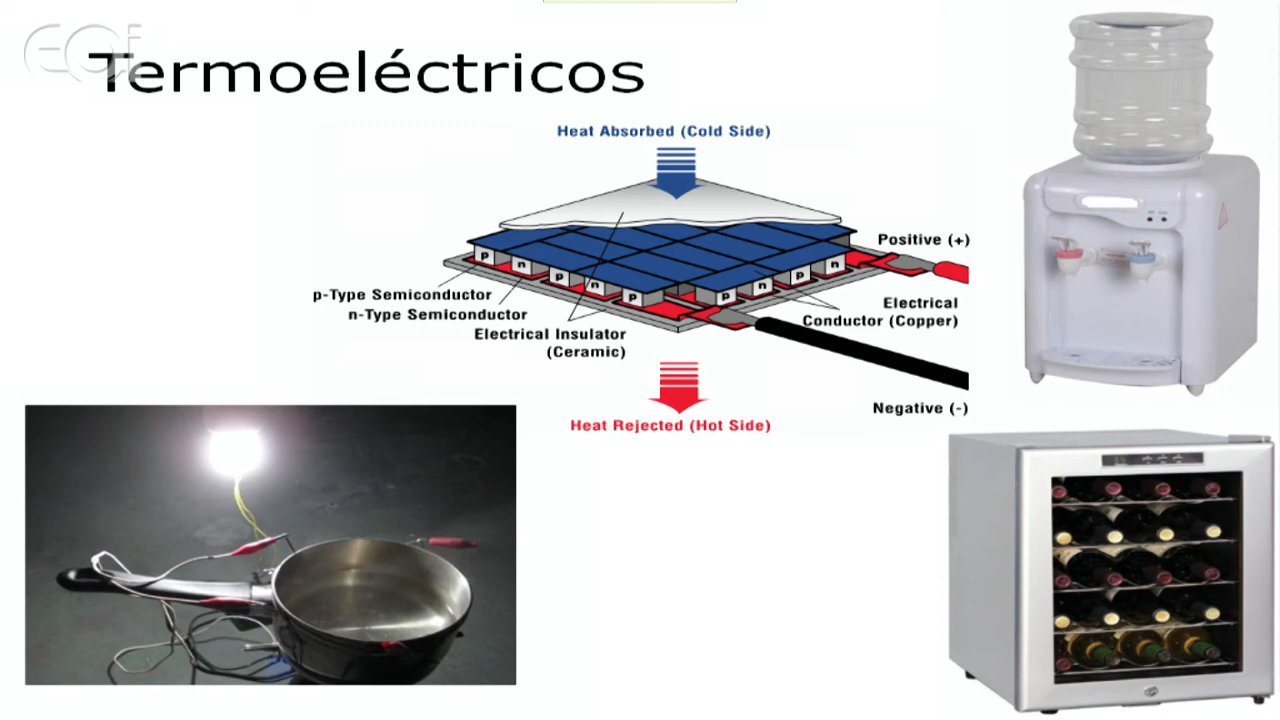 EQi
Termoeléctricos
Heat Absorbed (Cold Side)
Positive (+)
p
n
p
n
p
p
n
p
n
p-Type Semiconductor
n-Type Semiconductor
Electrical Insulator
(Ceramic)
Electrical
Conductor (Copper)
Negative (-)
Heat Rejected (Hot Side)